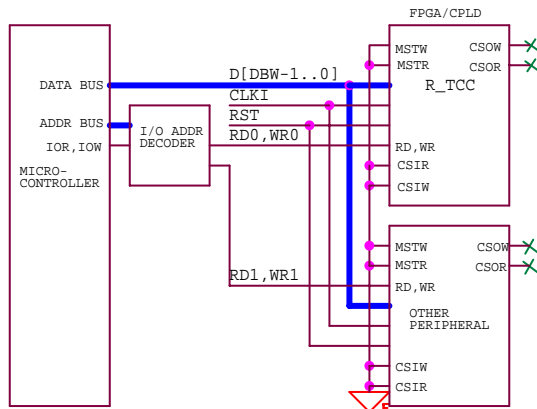 FPGA/CPLD
MSTW CSOW
MSTR CSOR
D[DBW-1..0]
DATA BUS R_TCC
CLKI
ADDR BUS RST
I/O ADDR
DECODER
IOR,IOW RD0,WR0 RD,WR
MICRO-
CONTROLLER
CSIR
CSIW
MSTW CSOW
MSTR CSOR
RD1,WR1 RD,WR
OTHER
PERIPHERAL
CSIW
CSIR